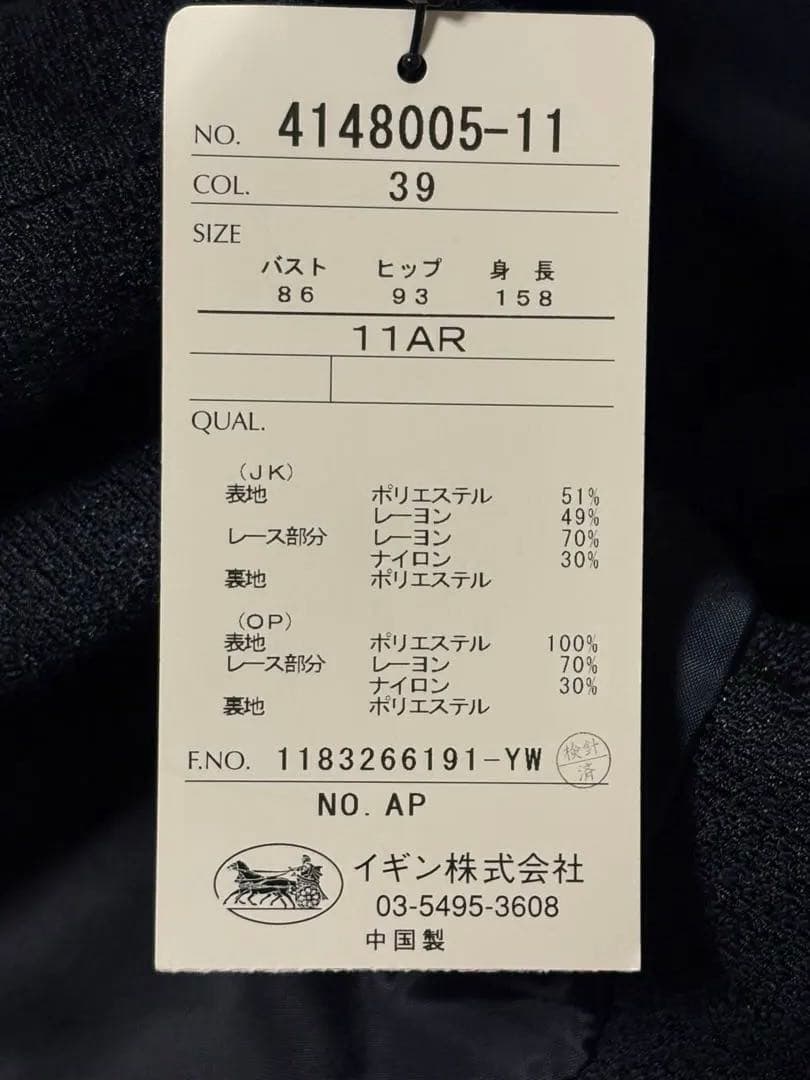 NO. 4148005-11
COL. 39
SIZE
バスト ヒップ 身長
86 93 158
11AR
QUAL.
(JK)
表地 ポリエステル 51%
レーヨン 49%
レース部分 レーヨン 70%
ナイロン 30%
裏地 ポリエステル
(OP)
表地 ポリエステル 100%
レース部分 レーヨン 70%
ナイロン 30%
裏地 ポリエステル
F.NO. 1183266191-YW 検針済
NO. AP
イギン株式会社
03-5495-3608
中国製